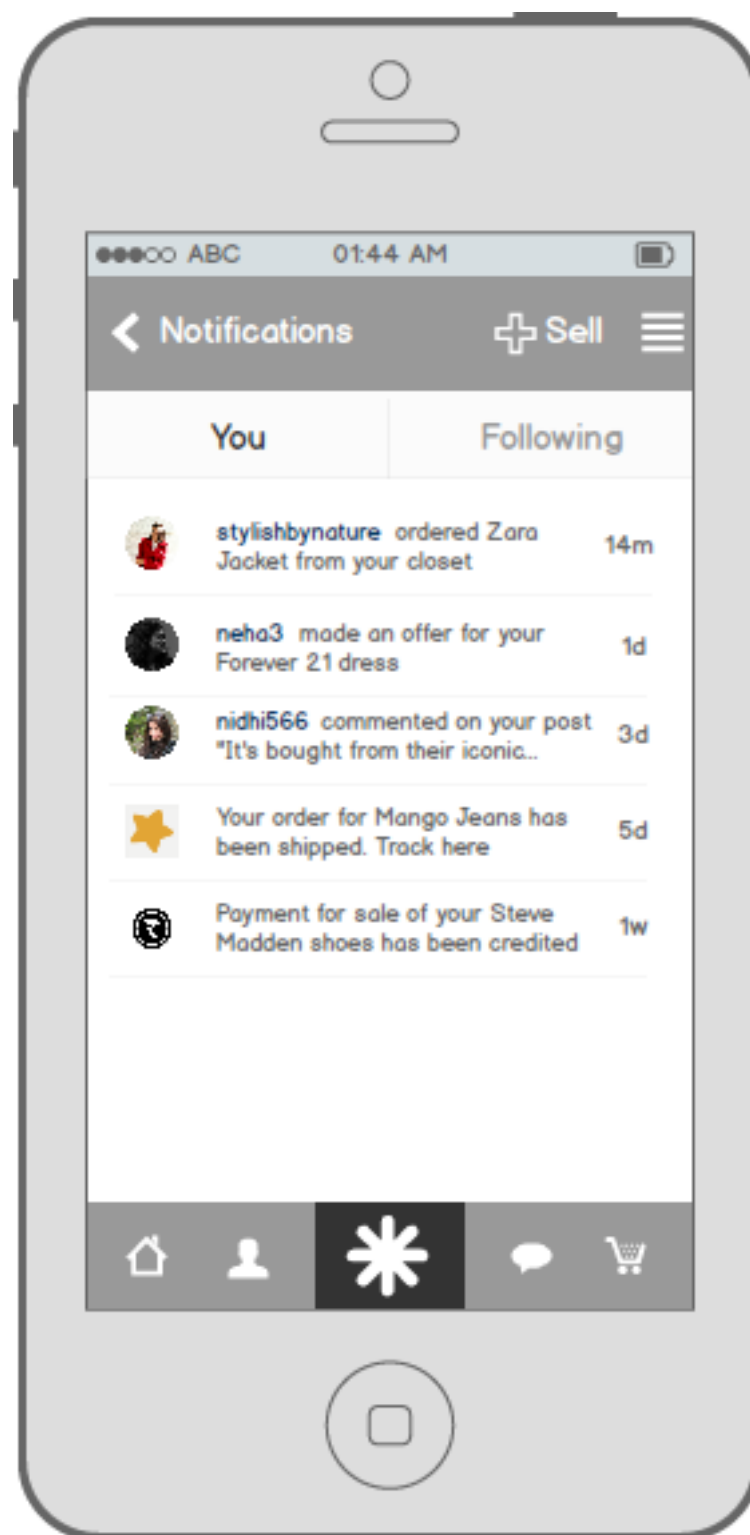 ABC 01:44 AM
Notifications Sell
You Following
stylishbynature ordered Zara
Jacket from your closet
14m
neha3 made an offer for your
Forever 21 dress
1d
nidhi566 commented on your post
"It's bought from their iconic...
3d
Your order for Mango Jeans has
been shipped. Track here
5d
Payment for sale of your Steve
Madden shoes has been credited
1w